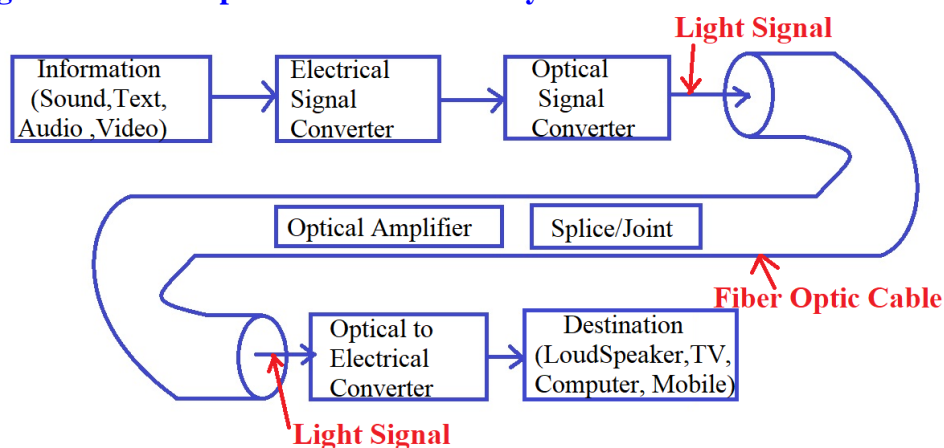 Light Signal
Information
(Sound,Text,
Audio ,Video)
Electrical
Signal
Converter
Optical
Signal
Converter
Optical Amplifier
Splice/Joint
Fiber Optic Cable
Optical to
Electrical
Converter
Destination
(LoudSpeaker,TV,
Computer, Mobile)
Light Signal